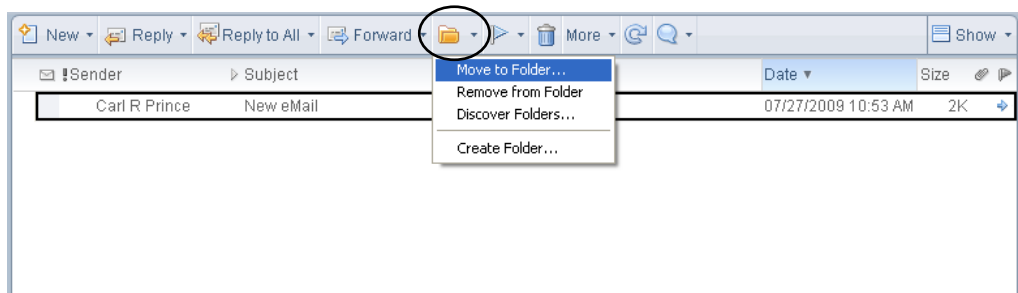 New Reply Reply to All Forward More Show
!Sender Subject Date Size
Move to Folder...
Carl R Prince New eMail 07/27/2009 10:53 AM 2K
Remove from Folder
Discover Folders...
Create Folder...